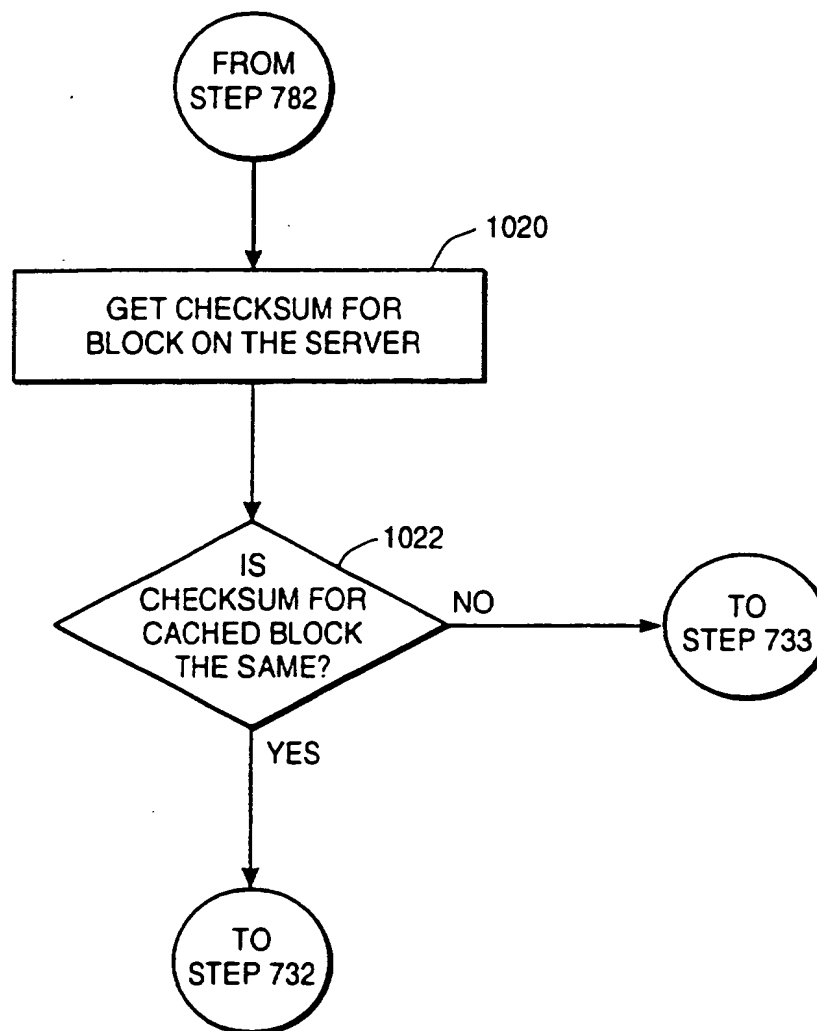 FROM
STEP 782
1020
GET CHECKSUM FOR
BLOCK ON THE SERVER
1022
IS
CHECKSUM FOR
CACHED BLOCK
THE SAME?
NO
TO
STEP 733
YES
TO
STEP 732